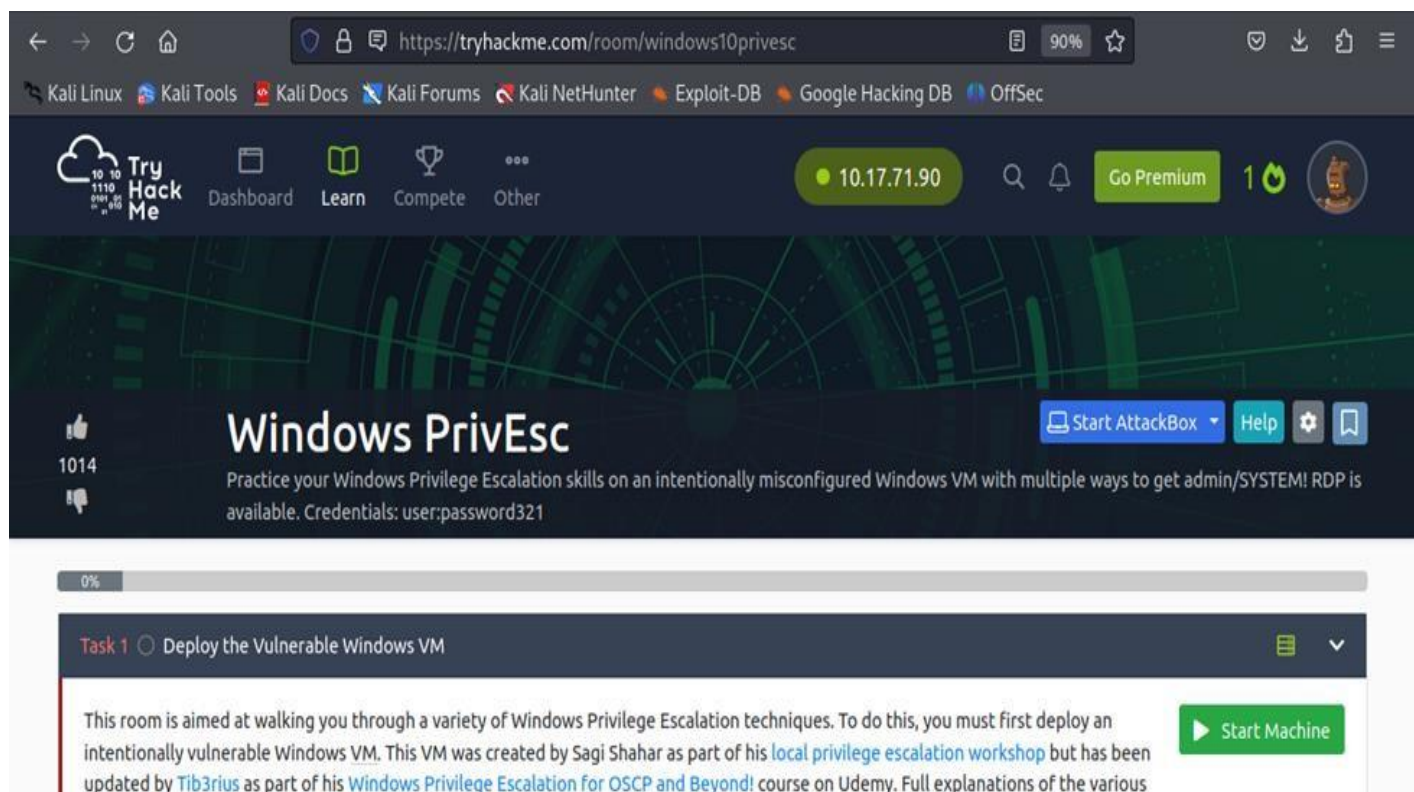 https://tryhackme.com/room/windows10privesc 90%
Kali Linux Kali Tools Kali Docs Kali Forums Kali NetHunter Exploit-DB Google Hacking DB OffSec
Try Hack Me
Dashboard Learn Compete Other
10.17.71.90
Go Premium 1
Windows PrivEsc
Start AttackBox Help
1014
Practice your Windows Privilege Escalation skills on an intentionally misconfigured Windows VM with multiple ways to get admin/SYSTEM! RDP is
available. Credentials: user:password321
0%
Task 1 Deploy the Vulnerable Windows VM
This room is aimed at walking you through a variety of Windows Privilege Escalation techniques. To do this, you must first deploy an
intentionally vulnerable Windows VM. This VM was created by Sagi Shahar as part of his local privilege escalation workshop but has been
updated by Tib3rius as part of his Windows Privilege Escalation for OSCP and Beyond! course on Udemy. Full explanations of the various
Start Machine